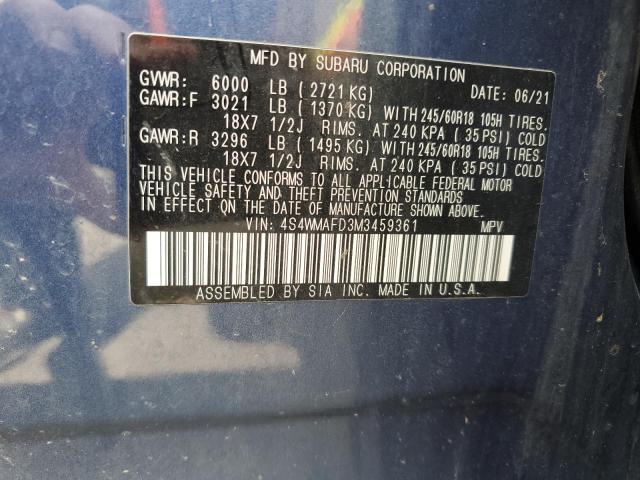 MFD BY SUBARU CORPORATION
GVWR: 6000 LB ( 2721 KG) DATE: 06/21
GAWR:F 3021 LB ( 1370 KG) WITH 245/60R18 105H TIRES.
18X7 1/2J RIMS. AT 240 KPA ( 35 PSI) COLD
GAWR:R 3296 LB ( 1495 KG) WITH 245/60R18 105H TIRES.
18X7 1/2J RIMS. AT 240 KPA ( 35 PSI) COLD
THIS VEHICLE CONFORMS TO ALL APPLICABLE FEDERAL MOTOR
VEHICLE SAFETY AND THEFT PREVENTION STANDARDS
IN EFFECT ON THE DATE OF MANUFACTURE SHOWN ABOVE.
VIN: 4S4WMAFD3M3459361 MPV
ASSEMBLED BY SIA INC. MADE IN U.S.A.